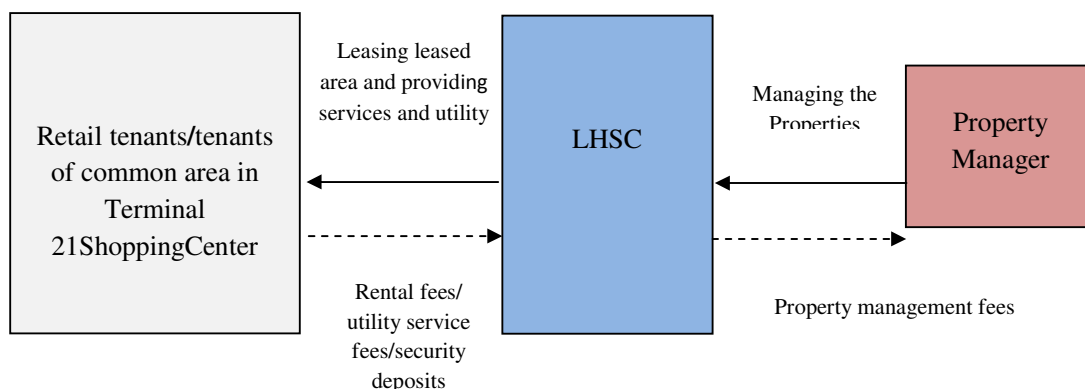 Retail tenants/tenants
of common area in
Terminal
21ShoppingCenter
Leasing leased
area and providing
services and utility
Rental fees/
utility service
fees/security
deposits
LHSC
Managing the
Properties
Property management fees
Property
Manager